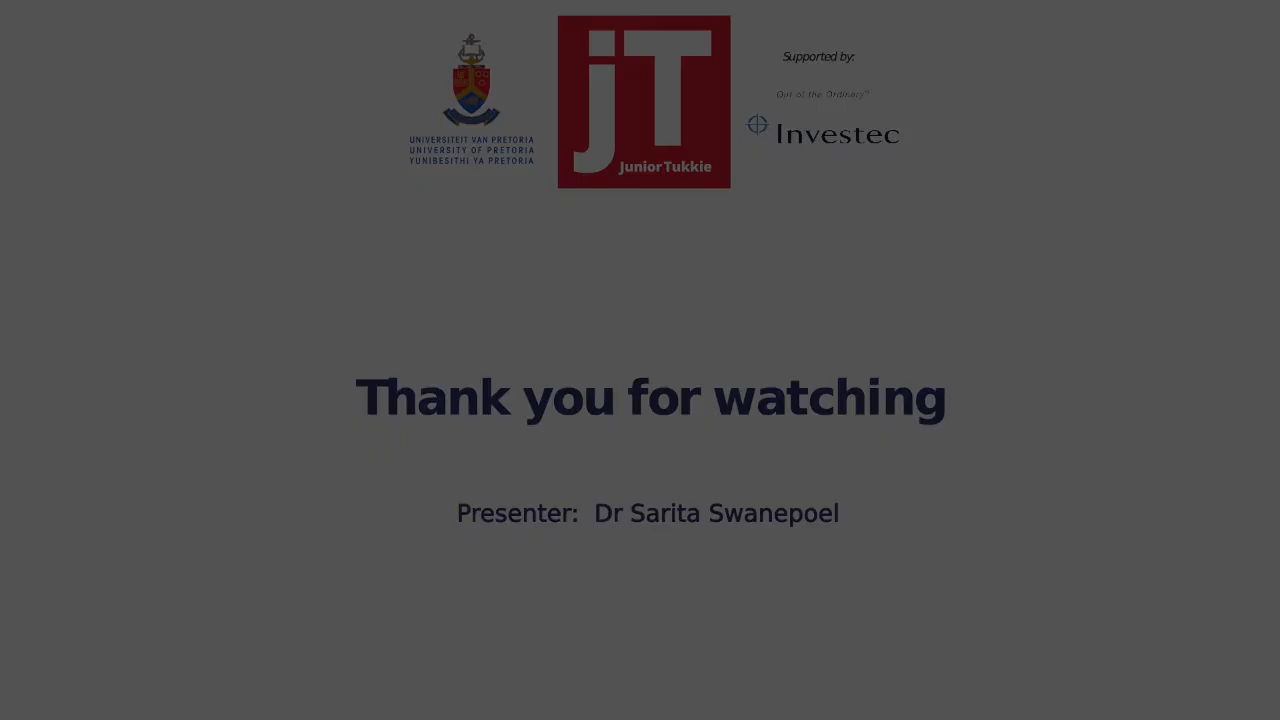 UNIVERSITEIT VAN PRETORIA
UNIVERSITY OF PRETORIA
YUNIBESITHI YA PRETORIA
jT
Junior Tukkie
Supported by:
Out of the Ordinary™
Investec
Thank you for watching
Presenter: Dr Sarita Swanepoel